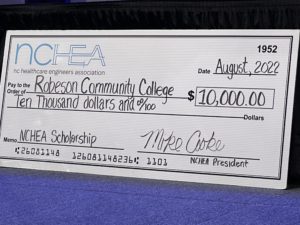 1952
NCHEA
nc healthcare engineers association
Date August, 2022
Pay to the Order of Robeson Community College $10,000.00
Ten Thousand dollars and 0/00 Dollars
Memo NCHEA Scholarship Mike Cooke
NCHEA President
26081148 126081148236 1101